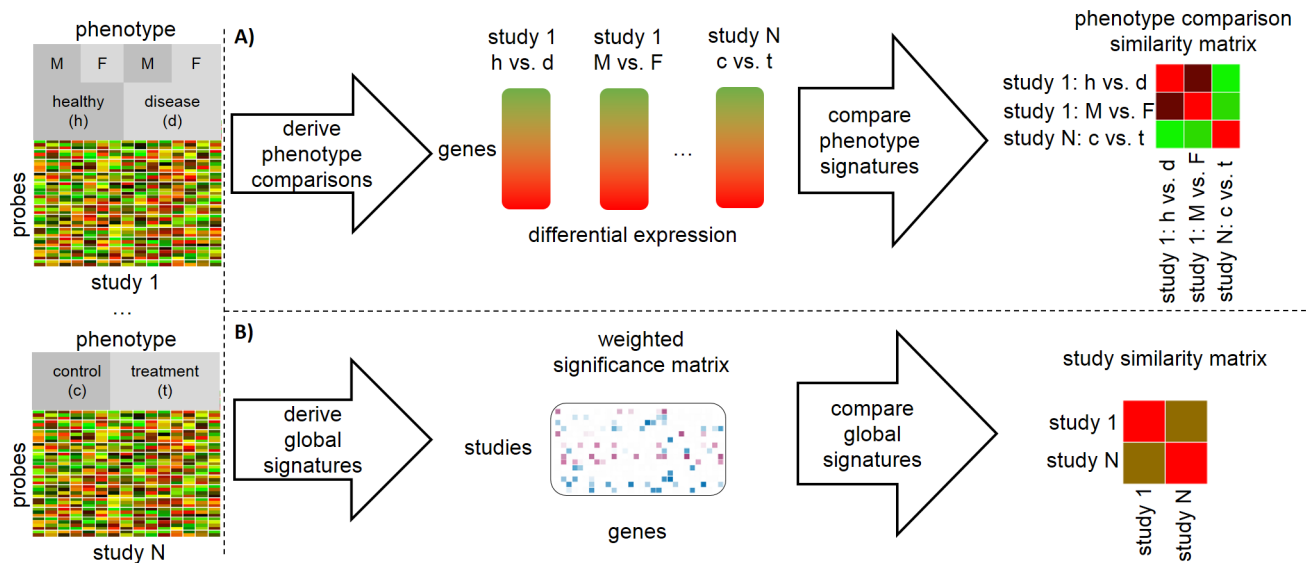 phenotype
M F M F
healthy
(h)
disease
(d)
probes
study 1
...
phenotype
control
(c)
treatment
(t)
probes
study N
A)
derive
phenotype
comparisons
genes
study 1
h vs. d
study 1
M vs. F
study N
c vs. t
...
differential expression
compare
phenotype
signatures
phenotype comparison
similarity matrix
study 1: h vs. d
study 1: M vs. F
study N: c vs. t
study 1: h vs. d
study 1: M vs. F
study N: c vs. t
B)
derive
global
signatures
weighted
significance matrix
studies
genes
compare
global
signatures
study similarity matrix
study 1
study N
study 1
study N